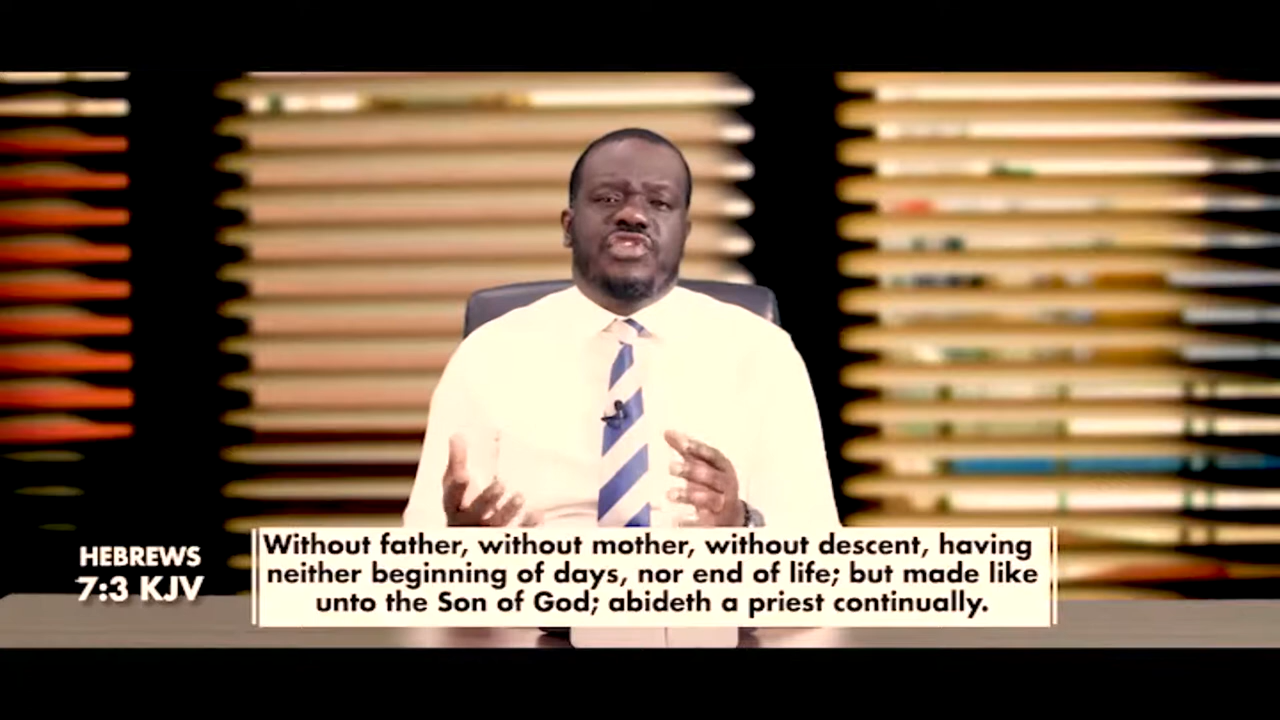 HEBREWS
7:3 KJV
Without father, without mother, without descent, having
neither beginning of days, nor end of life; but made like
unto the Son of God; abideth a priest continually.